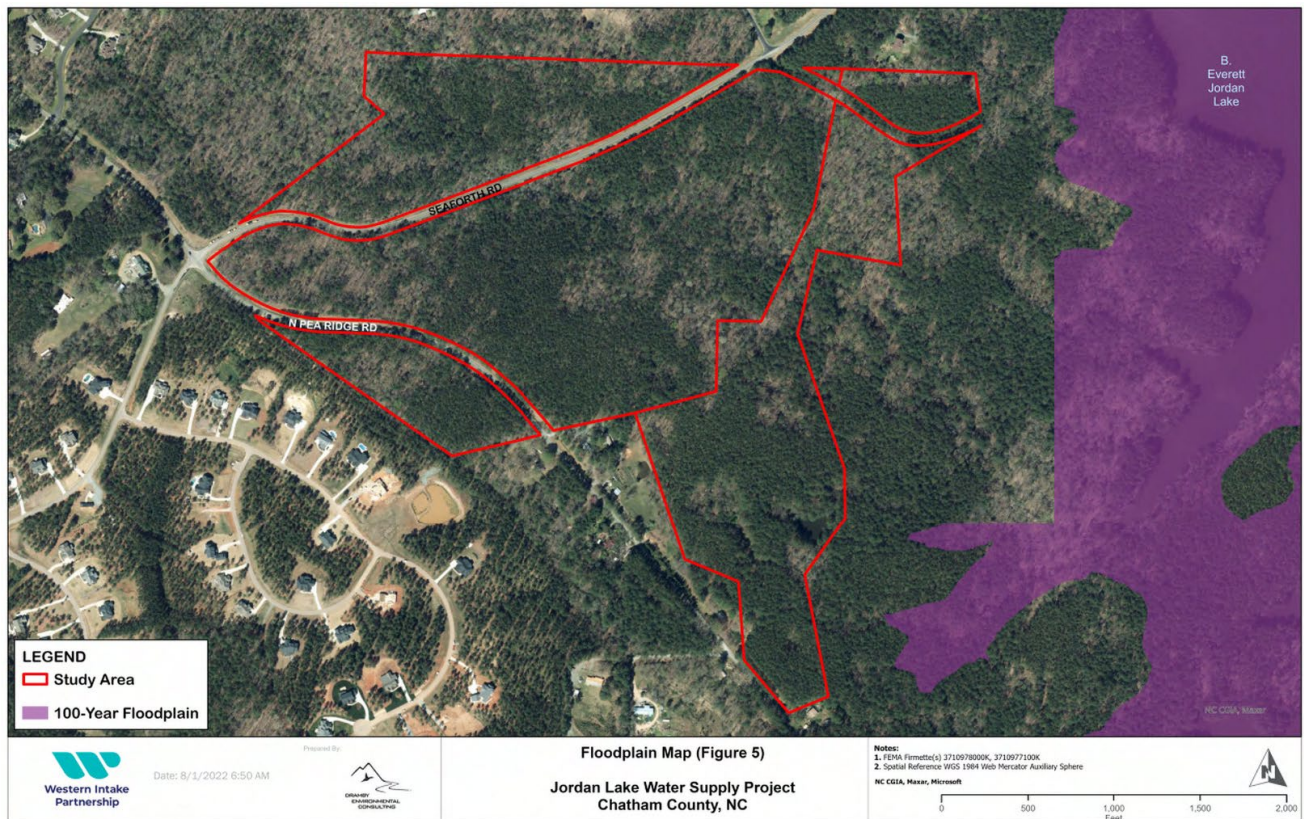 B.
Everett
Jordan
Lake
SEAFORTH RD
N PEA RIDGE RD
LEGEND
Study Area
100-Year Floodplain
NC CGIA, Maxar
Western Intake
Partnership
Date: 8/1/2022 6:50 AM
Prepared By:
GRAMBY
ENVIRONMENTAL
CONSULTING
Floodplain Map (Figure 5)
Jordan Lake Water Supply Project
Chatham County, NC
Notes:
1. FEMA Firmette(s) 3710978000K, 3710977100K
2. Spatial Reference WGS 1984 Web Mercator Auxiliary Sphere
NC CGIA, Maxar, Microsoft
N
0 500 1,000 1,500 2,000
Feet